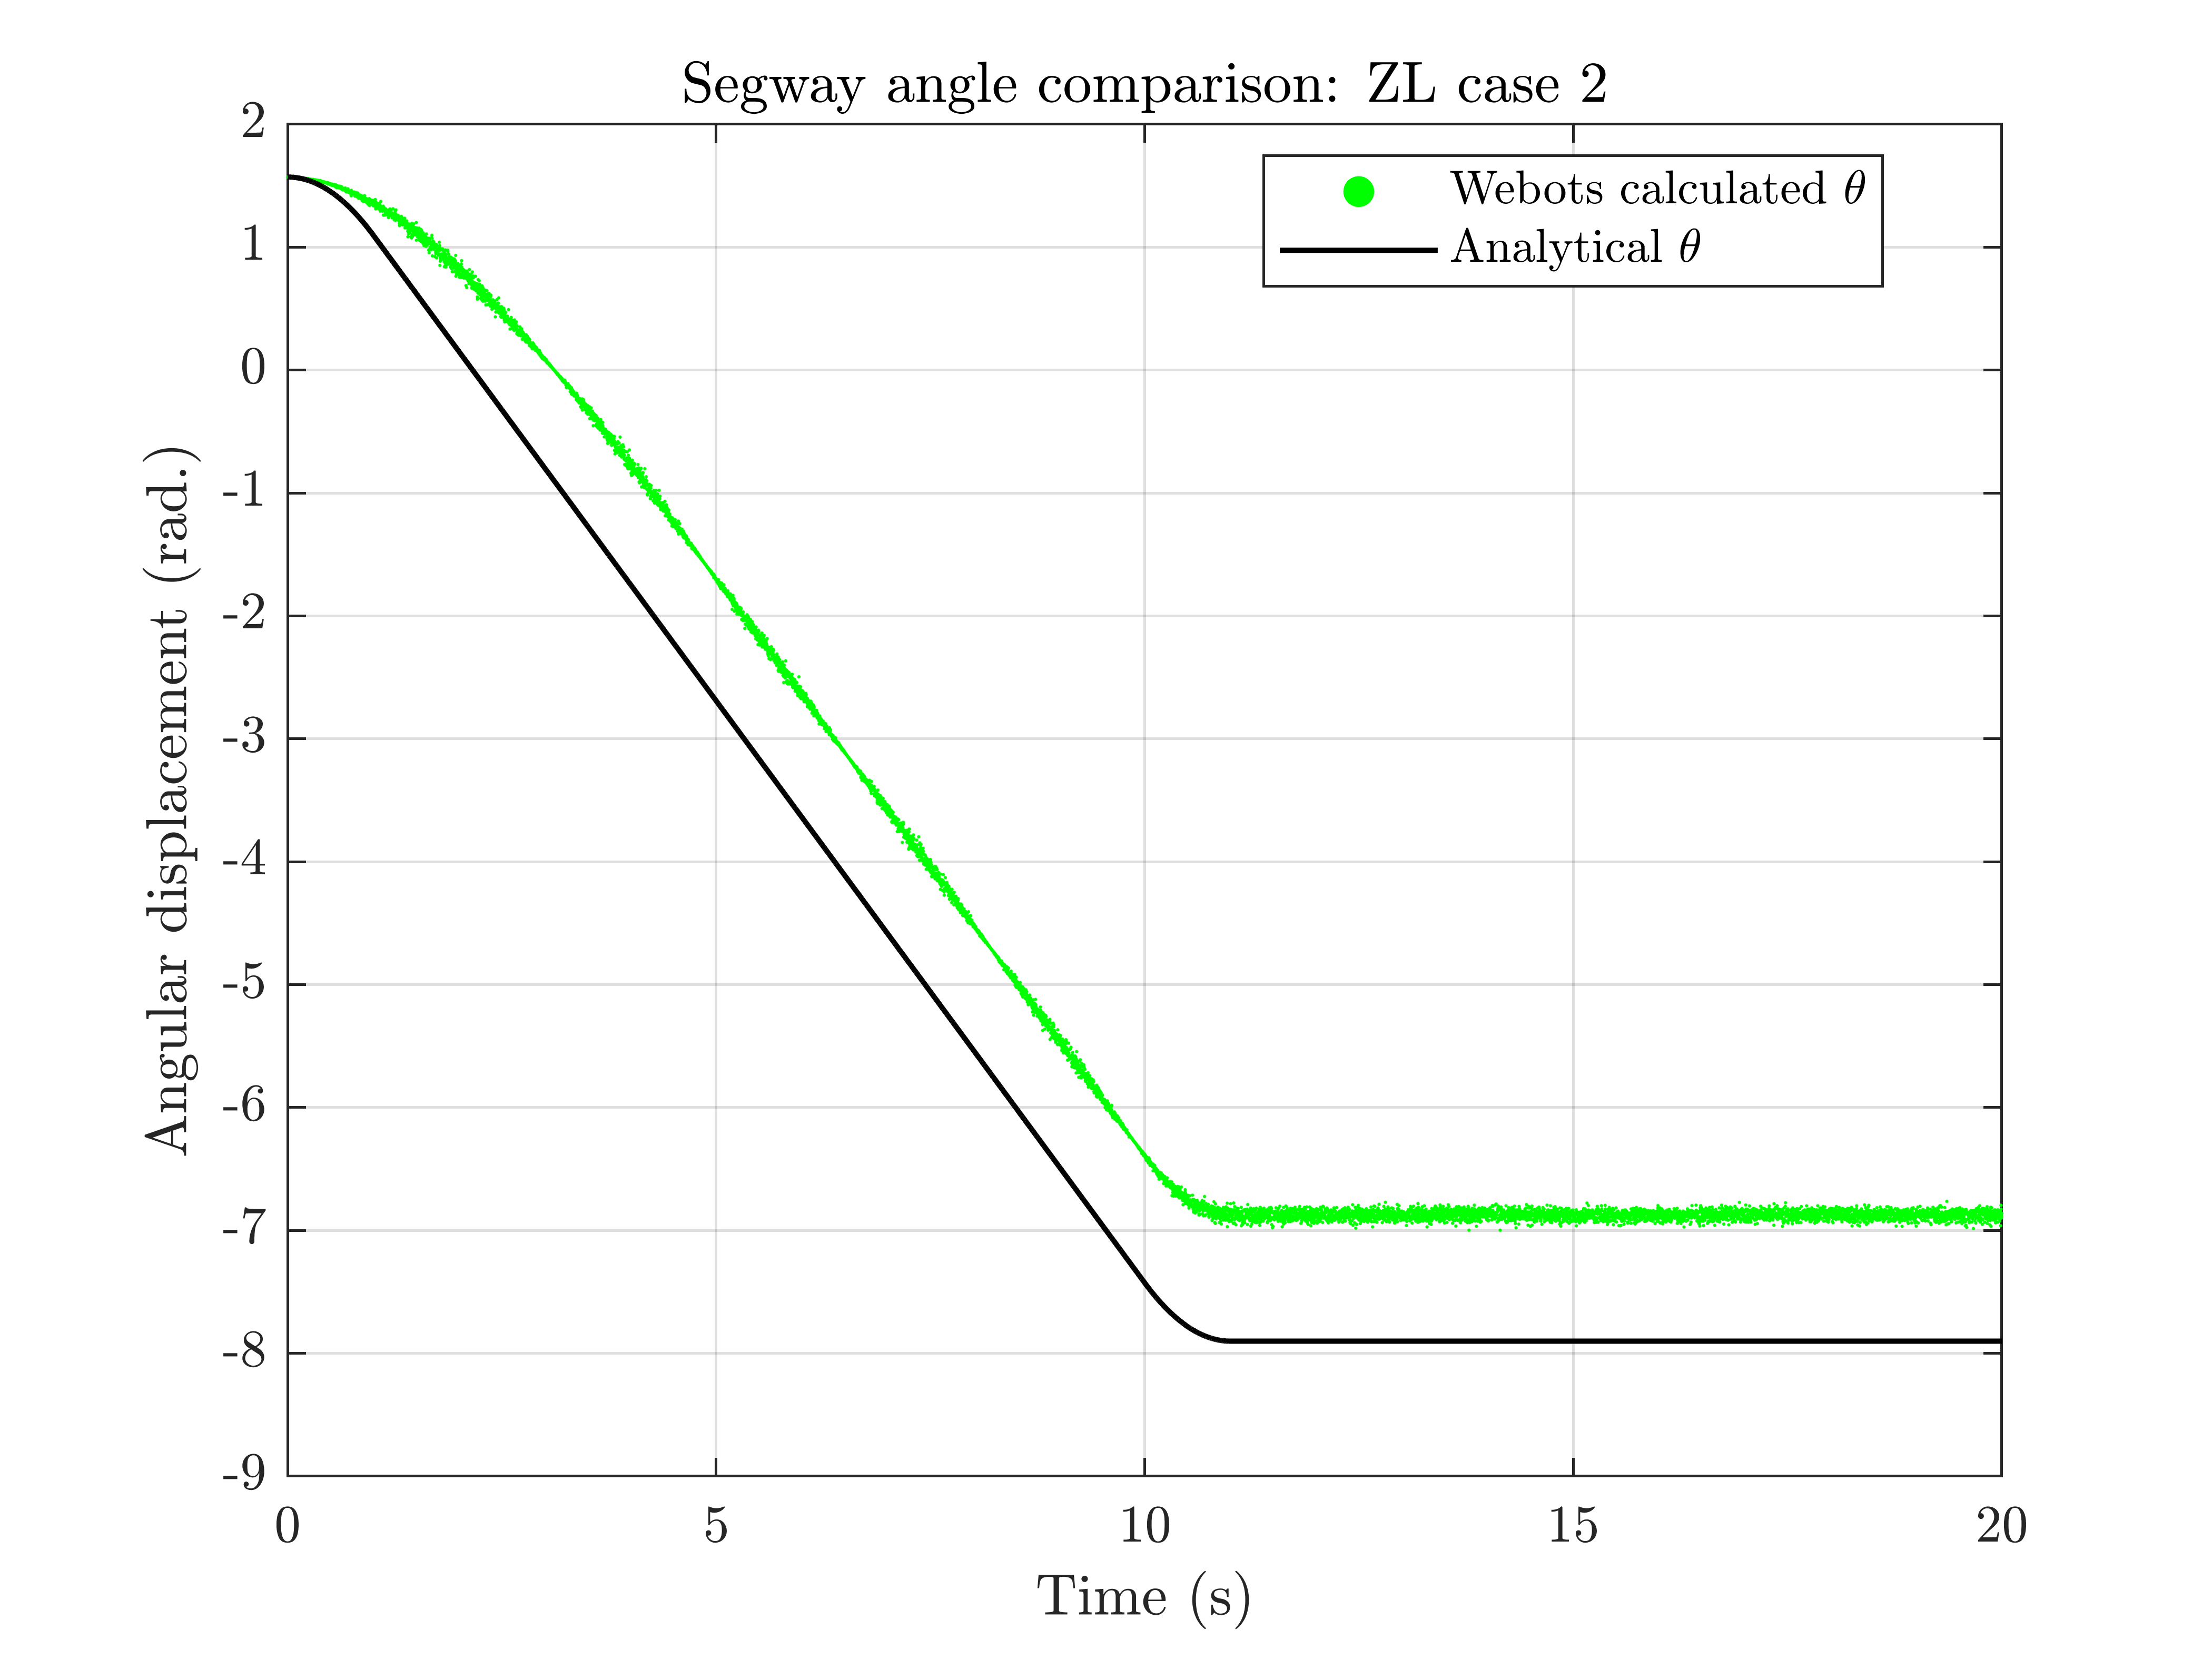 Segway angle comparison: ZL case 2
Webots calculated θ
Analytical θ
2
1
0
-1
-2
-3
-4
-5
-6
-7
-8
-9
Angular displacement (rad.)
0 5 10 15 20
Time (s)